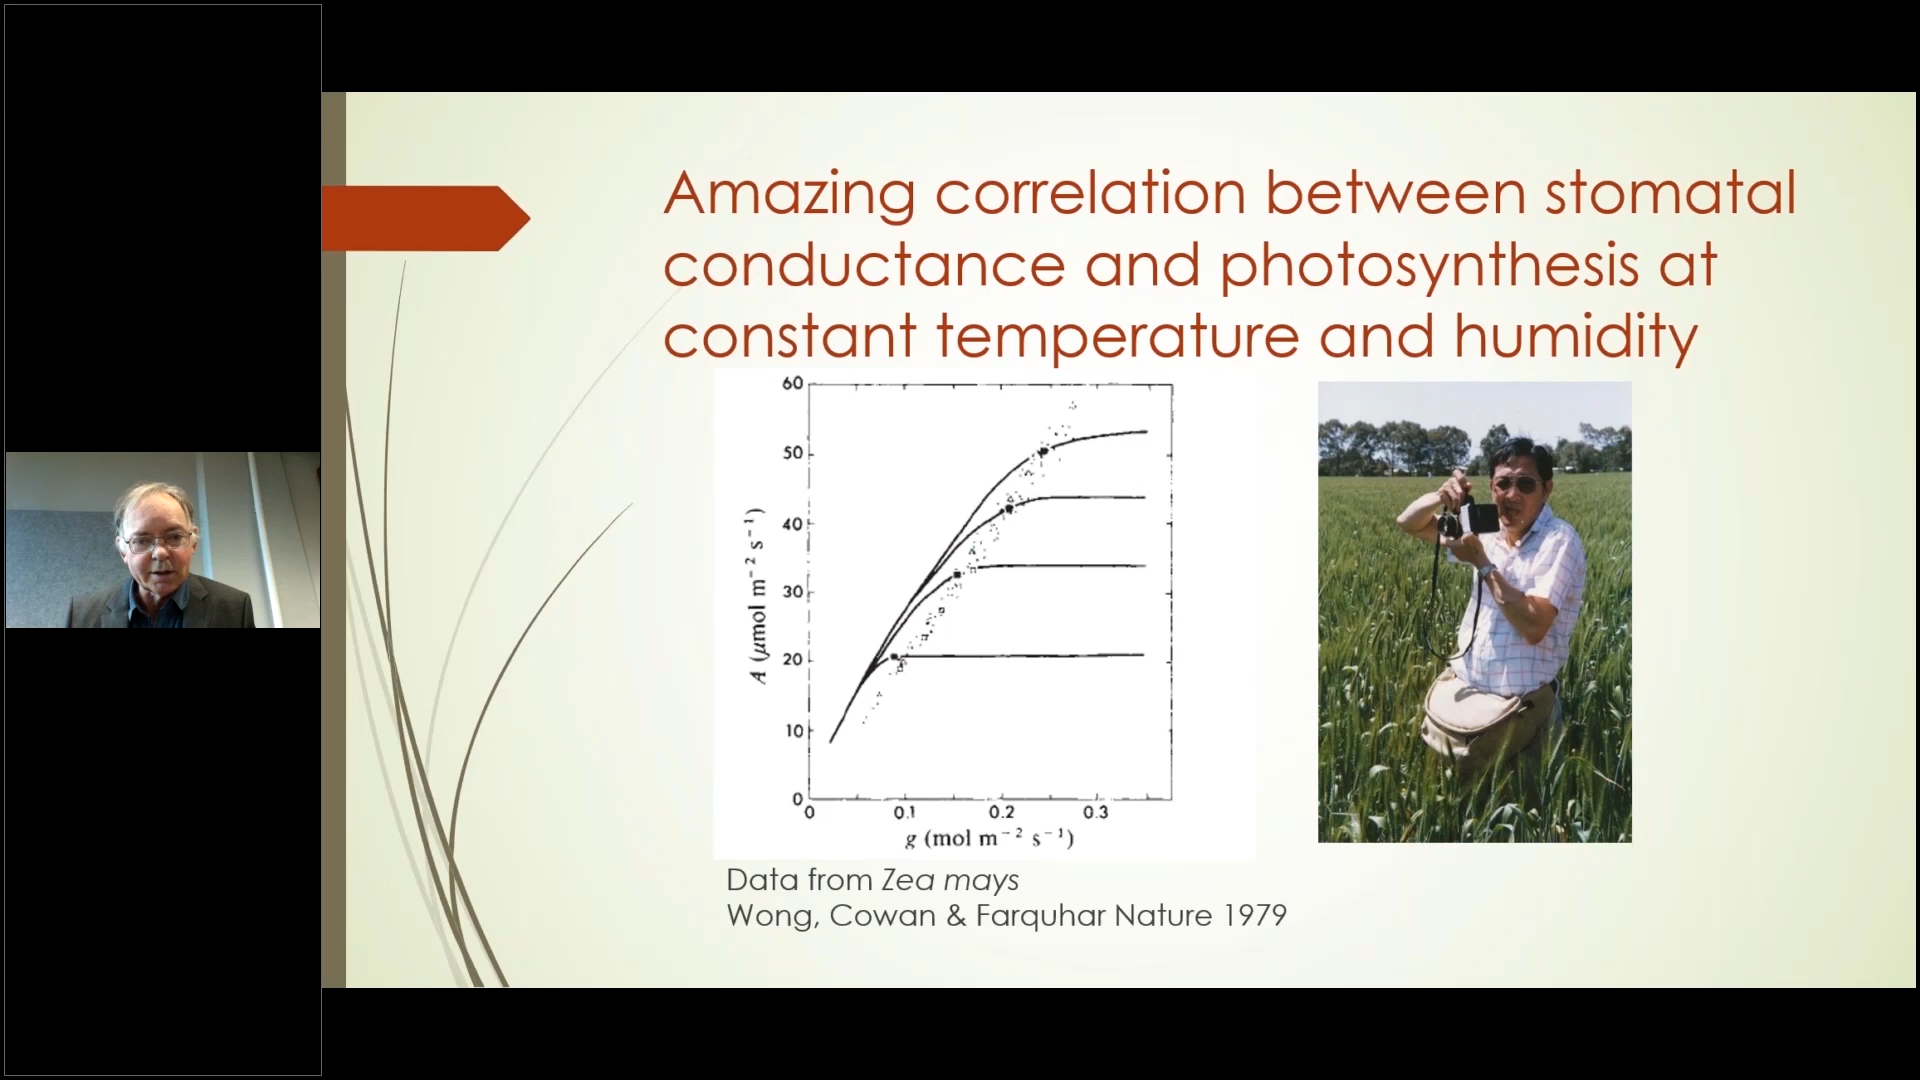 Amazing correlation between stomatal
conductance and photosynthesis at
constant temperature and humidity
60
50
40
30
20
10
0
A (μmol m⁻² s⁻¹)
0 0.1 0.2 0.3
g (mol m⁻² s⁻¹)
Data from Zea mays
Wong, Cowan & Farquhar Nature 1979